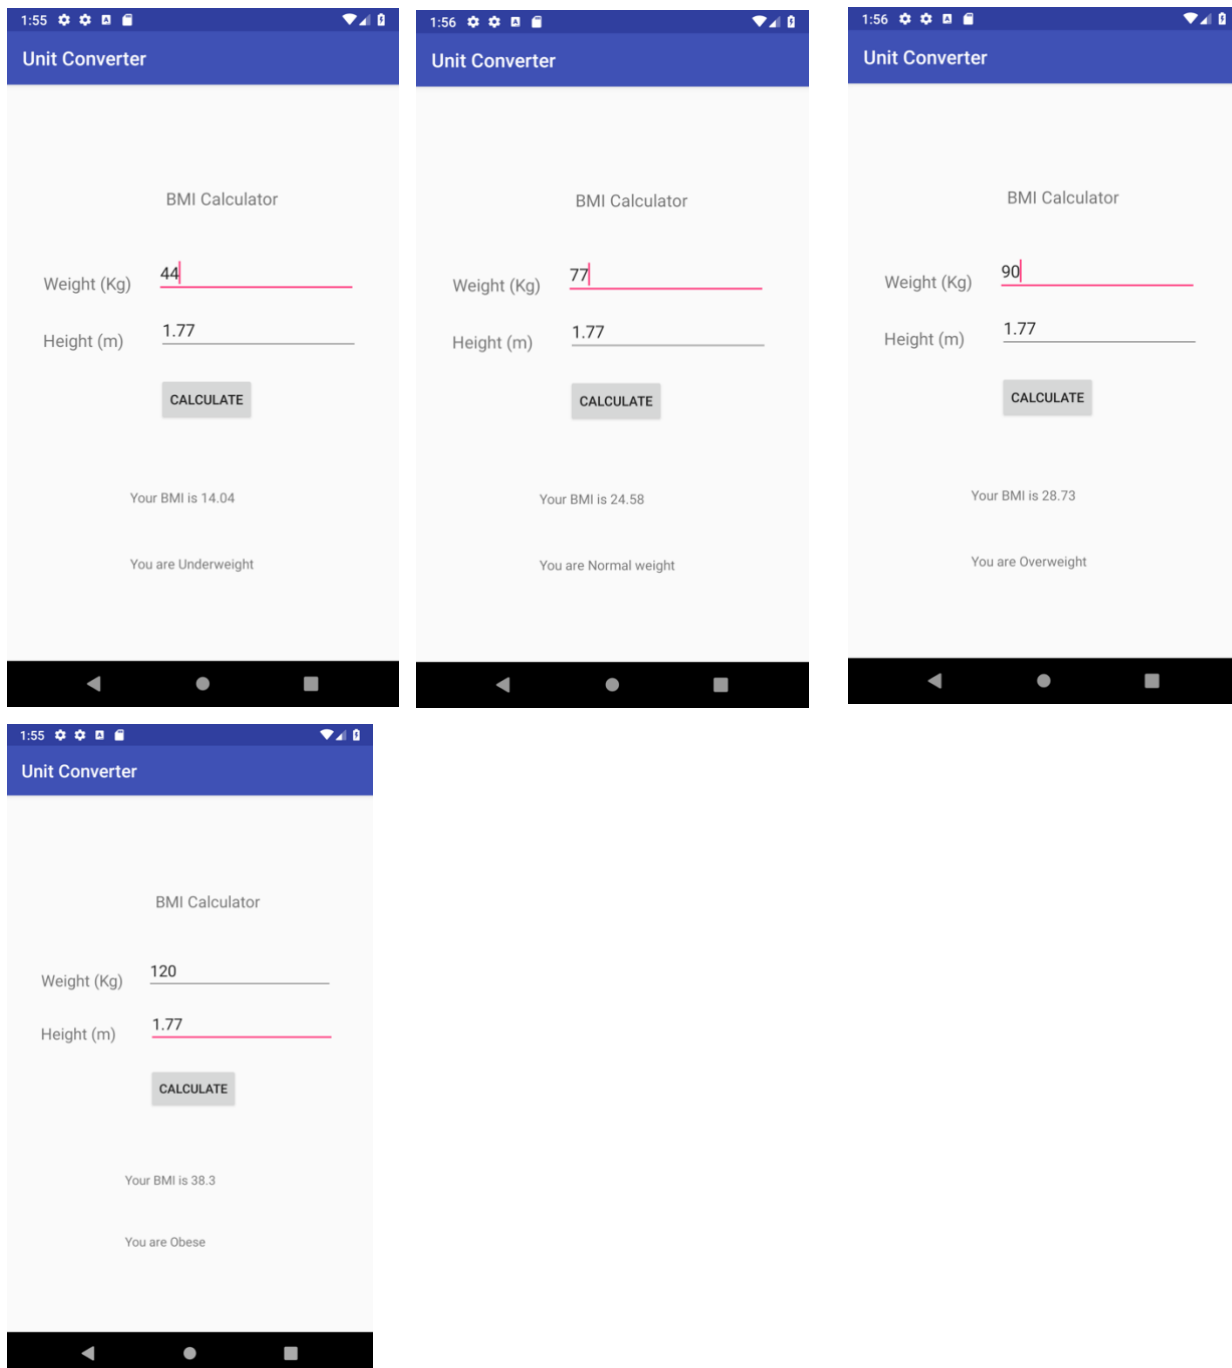 1:55
Unit Converter
BMI Calculator
Weight (Kg) 44
Height (m) 1.77
CALCULATE
Your BMI is 14.04
You are Underweight
1:56
Unit Converter
BMI Calculator
Weight (Kg) 77
Height (m) 1.77
CALCULATE
Your BMI is 24.58
You are Normal weight
1:56
Unit Converter
BMI Calculator
Weight (Kg) 90
Height (m) 1.77
CALCULATE
Your BMI is 28.73
You are Overweight
1:55
Unit Converter
BMI Calculator
Weight (Kg) 120
Height (m) 1.77
CALCULATE
Your BMI is 38.3
You are Obese